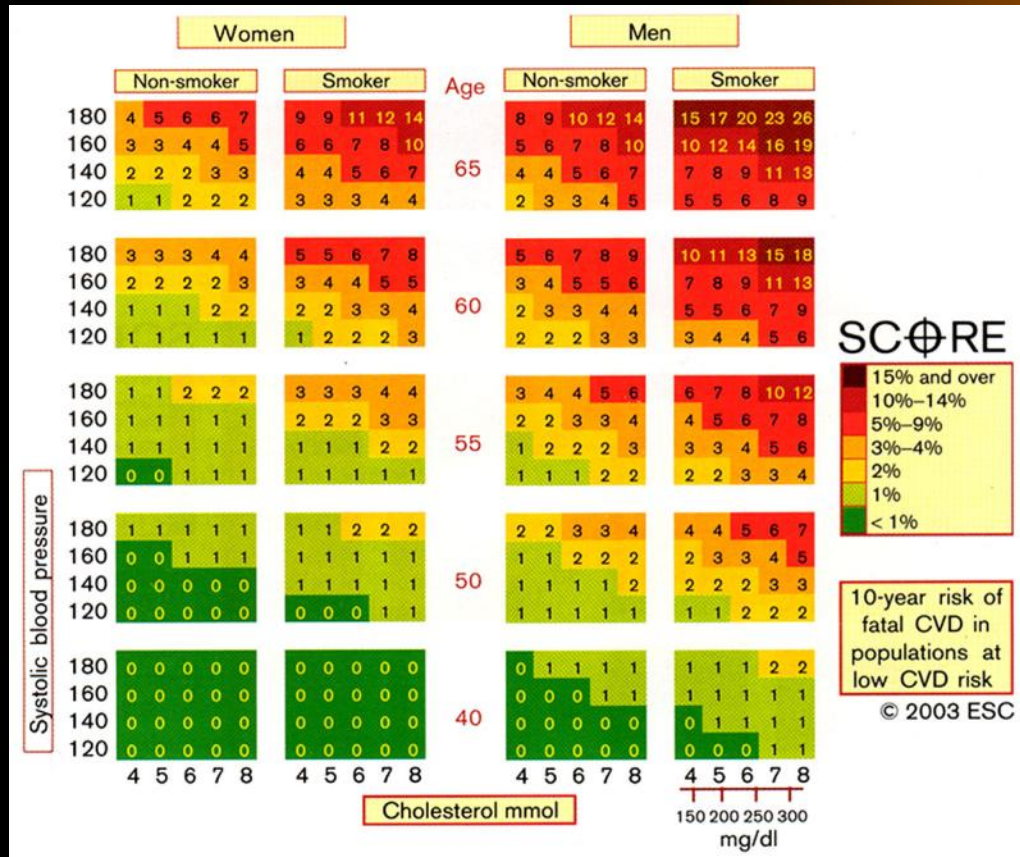 Women Men
Non-smoker Smoker Age Non-smoker Smoker
180 4 5 6 6 7 9 9 11 12 14 8 9 10 12 14 15 17 20 23 26
160 3 3 4 4 5 6 6 7 8 10 5 6 7 8 10 10 12 14 16 19
65
140 2 2 2 3 3 4 4 5 6 7 4 4 5 6 7 7 8 9 11 13
120 1 1 2 2 2 3 3 3 4 4 2 3 3 4 5 5 5 6 8 9
180 3 3 3 4 4 5 5 6 7 8 5 6 7 8 9 10 11 13 15 18
160 2 2 2 2 3 3 4 4 5 5 3 4 5 5 6 7 8 9 11 13
60
140 1 1 1 2 2 2 2 3 3 4 2 3 3 4 4 5 5 6 7 9
120 1 1 1 1 1 1 2 2 2 3 2 2 2 3 3 3 4 4 5 6
180 1 1 2 2 2 3 3 3 4 4 3 4 4 5 6 6 7 8 10 12
160 1 1 1 1 1 2 2 2 3 3 2 2 3 3 4 4 5 6 7 8
55
140 1 1 1 1 1 1 1 1 2 2 1 2 2 2 3 3 3 4 5 6
120 0 0 1 1 1 1 1 1 1 1 1 1 1 2 2 2 2 3 3 4
180 1 1 1 1 1 1 1 2 2 2 2 2 3 3 4 4 4 5 6 7
160 0 0 1 1 1 1 1 1 1 1 1 1 2 2 2 2 3 3 4 5
50
140 0 0 0 0 0 1 1 1 1 1 1 1 1 1 2 2 2 2 3 3
120 0 0 0 0 0 0 0 0 1 1 1 1 1 1 1 1 1 2 2 2
180 0 0 0 0 0 0 0 0 0 0 0 1 1 1 1 1 1 1 2 2
160 0 0 0 0 0 0 0 0 0 0 0 0 0 1 1 1 1 1 1 1
40
140 0 0 0 0 0 0 0 0 0 0 0 0 0 0 0 0 1 1 1 1
120 0 0 0 0 0 0 0 0 0 0 0 0 0 0 0 0 0 0 1 1
4 5 6 7 8 4 5 6 7 8 4 5 6 7 8 4 5 6 7 8
Cholesterol mmol
150 200 250 300
mg/dl
Systolic blood pressure
SCORE
15% and over
10%–14%
5%–9%
3%–4%
2%
1%
< 1%
10-year risk of
fatal CVD in
populations at
low CVD risk
© 2003 ESC